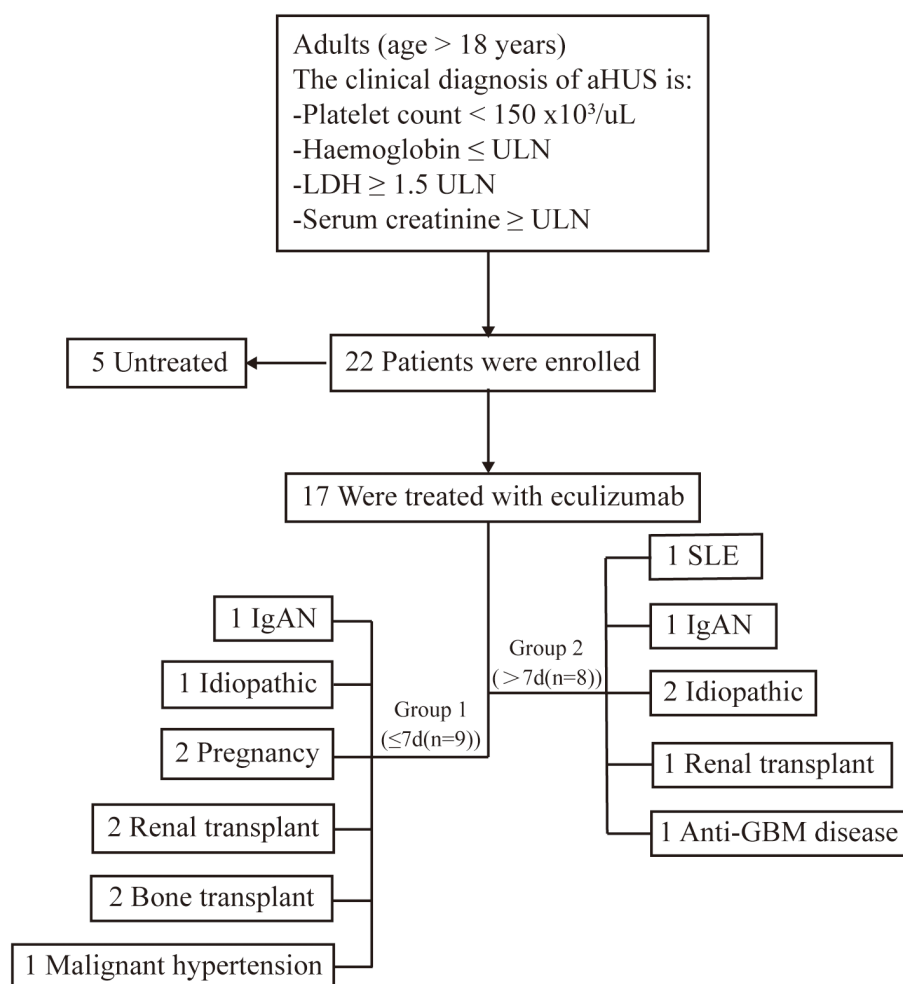 Adults (age > 18 years)
The clinical diagnosis of aHUS is:
-Platelet count < 150 x10³/uL
-Haemoglobin ≤ ULN
-LDH ≥ 1.5 ULN
-Serum creatinine ≥ ULN
5 Untreated
22 Patients were enrolled
17 Were treated with eculizumab
Group 1
(≤7d(n=9))
1 IgAN
1 Idiopathic
2 Pregnancy
2 Renal transplant
2 Bone transplant
1 Malignant hypertension
Group 2
(>7d(n=8))
1 SLE
1 IgAN
2 Idiopathic
1 Renal transplant
1 Anti-GBM disease